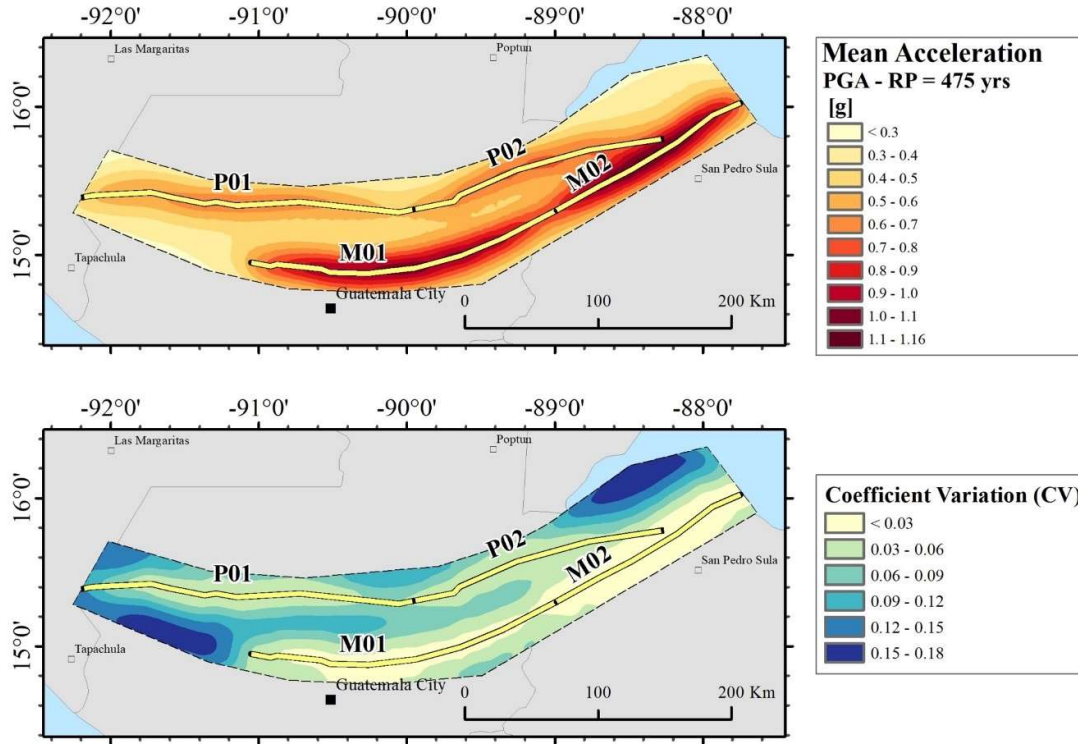 -92°0' -91°0' -90°0' -89°0' -88°0'
Las Margaritas
Poptun
16°0'
P01
P02
M02
San Pedro Sula
15°0'
M01
Tapachula
Guatemala City
0 100 200 Km
Mean Acceleration
PGA - RP = 475 yrs
[g]
< 0.3
0.3 - 0.4
0.4 - 0.5
0.5 - 0.6
0.6 - 0.7
0.7 - 0.8
0.8 - 0.9
0.9 - 1.0
1.0 - 1.1
1.1 - 1.16
-92°0' -91°0' -90°0' -89°0' -88°0'
Las Margaritas
Poptun
16°0'
P01
P02
M02
San Pedro Sula
15°0'
M01
Tapachula
Guatemala City
0 100 200 Km
Coefficient Variation (CV)
< 0.03
0.03 - 0.06
0.06 - 0.09
0.09 - 0.12
0.12 - 0.15
0.15 - 0.18